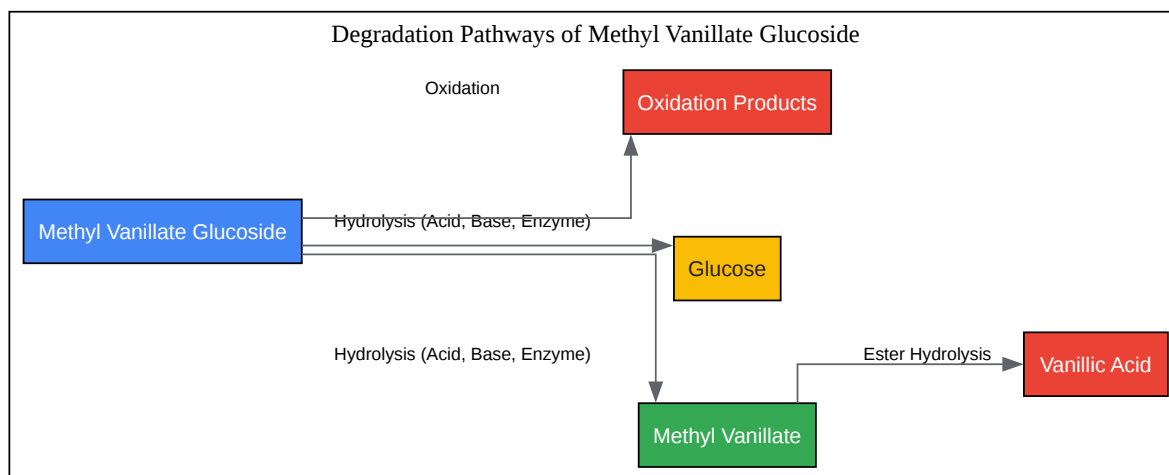 Degradation Pathways of Methyl Vanillate Glucoside
Oxidation
Oxidation Products
Methyl Vanillate Glucoside
Hydrolysis (Acid, Base, Enzyme)
Glucose
Hydrolysis (Acid, Base, Enzyme)
Ester Hydrolysis
Vanillic Acid
Methyl Vanillate